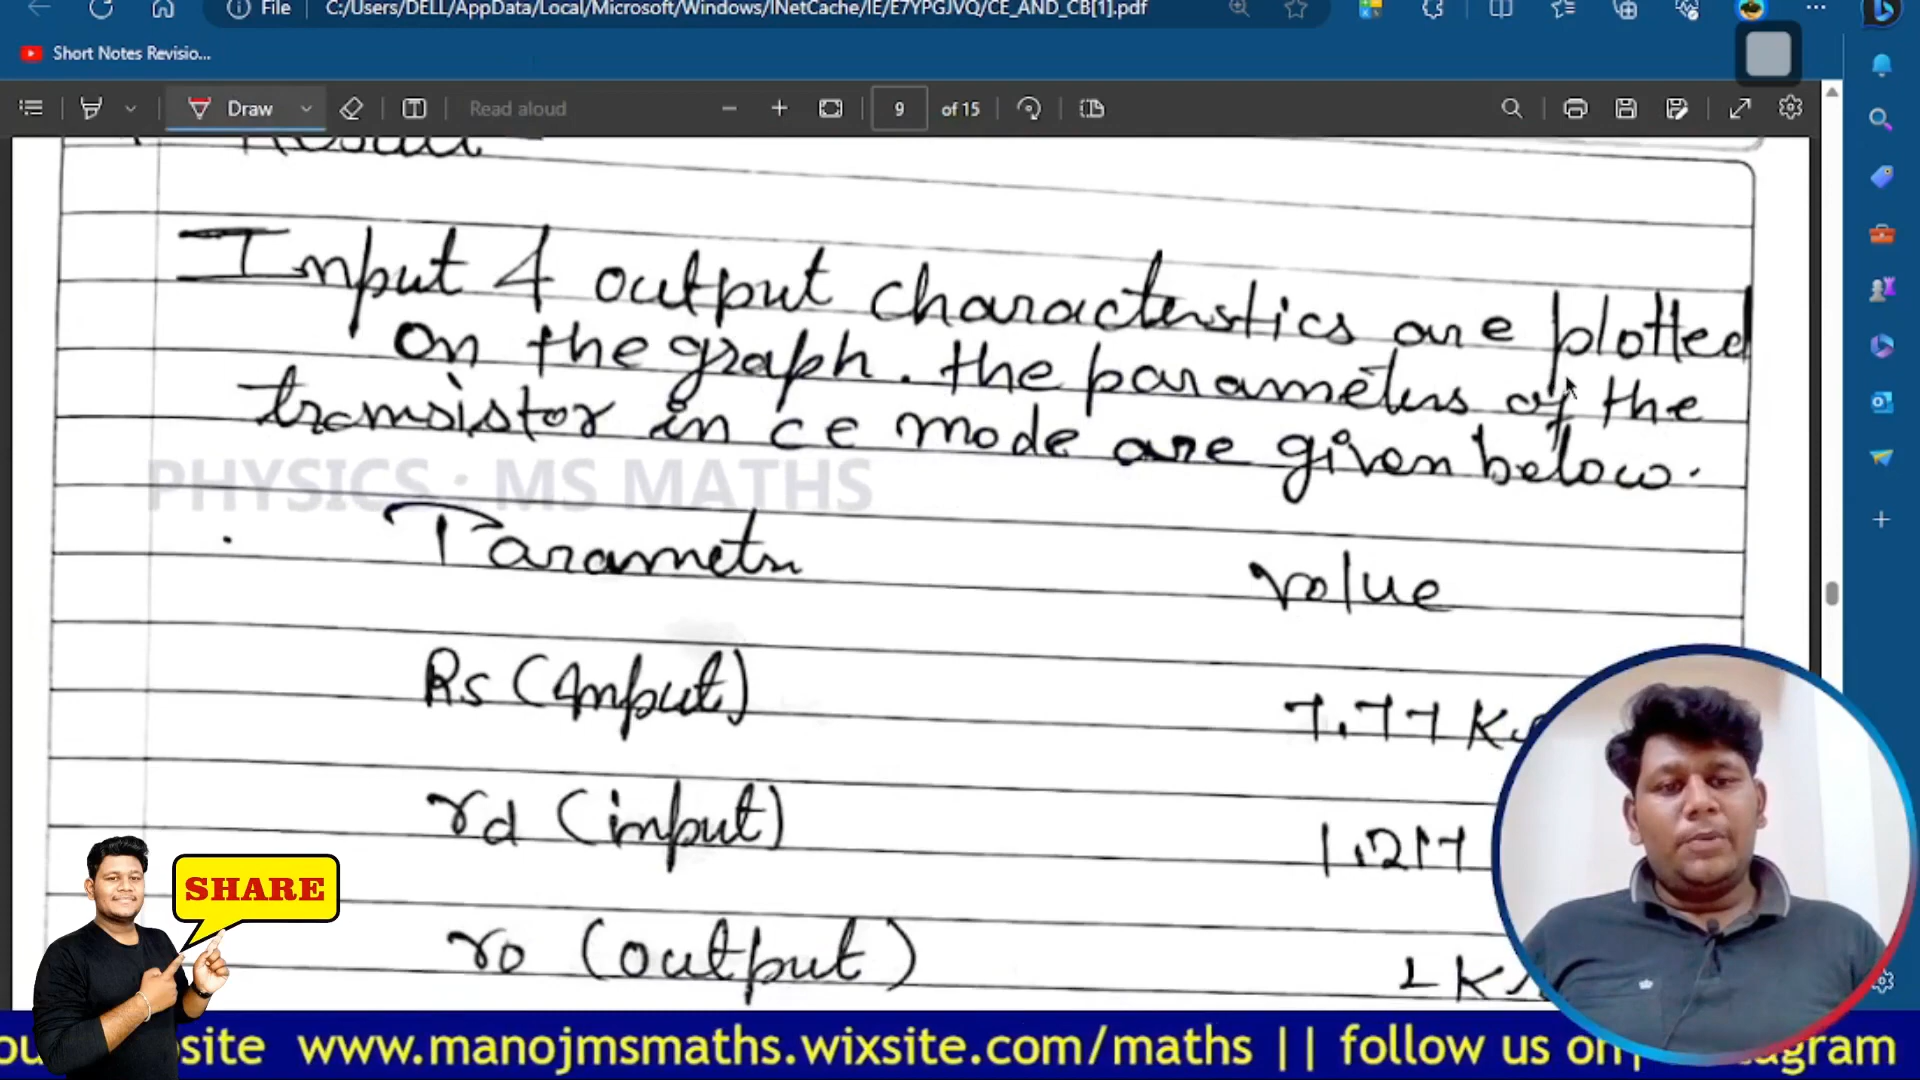 File C:/Users/DELL/AppData/Local/Microsoft/Windows/INetCache/IE/E7YPGJVQ/CE_AND_CB[1].pdf
Short Notes Revisio...
Draw Read aloud 9 of 15
Input & output characterstics are plotted
on the graph. the parameters of the
transistor in ce mode are given below.
PHYSICS : MS MATHS
Parameter value
Rs (Input) 7.77 K
rd (input) 1.217
ro (output) 1 K
SHARE
site www.manojmsmaths.wixsite.com/maths || follow us on agram